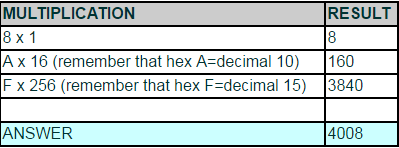 MULTIPLICATION RESULT
8 x 1 8
A x 16 (remember that hex A=decimal 10) 160
F x 256 (remember that hex F=decimal 15) 3840
ANSWER 4008